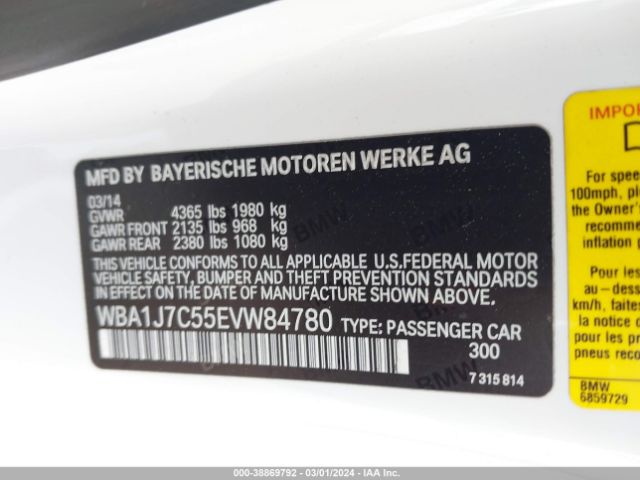 MFD BY BAYERISCHE MOTOREN WERKE AG
03/14
GVWR 4365 lbs 1980 kg
GAWR FRONT 2135 lbs 968 kg
GAWR REAR 2380 lbs 1080 kg
THIS VEHICLE CONFORMS TO ALL APPLICABLE U.S.FEDERAL MOTOR
VEHICLE SAFETY, BUMPER AND THEFT PREVENTION STANDARDS
IN EFFECT ON THE DATE OF MANUFACTURE SHOWN ABOVE.
WBA1J7C55EVW84780 TYPE: PASSENGER CAR
300
7 315 814
IMPOR
For spee
100mph, pl
the Owner's
recomme
inflation
Pour des
au-d
km/h, faites
la notice
pour les p
pneus reco
BMW
6859729
000-38869792 - 03/01/2024 - IAA Inc.